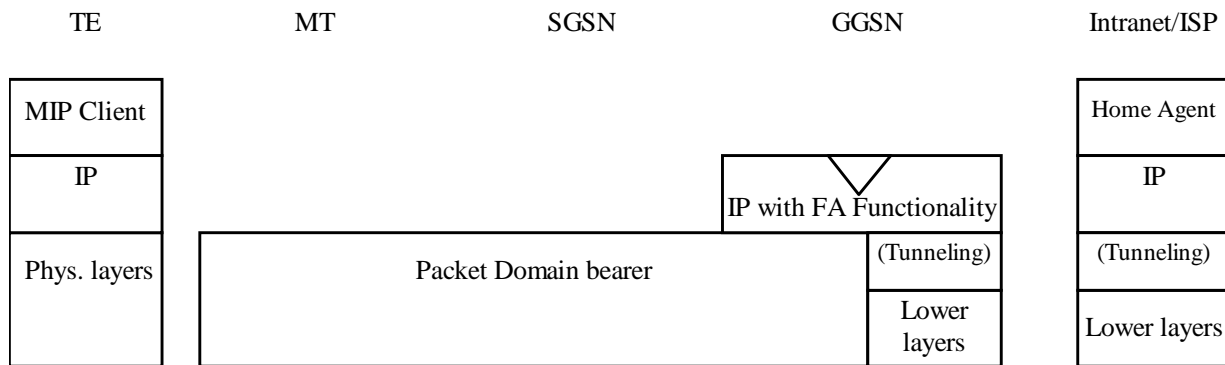 TE MT SGSN GGSN Intranet/ISP
MIP Client
Home Agent
IP
IP
IP with FA Functionality
Phys. layers
Packet Domain bearer
(Tunneling)
(Tunneling)
Lower
layers
Lower layers